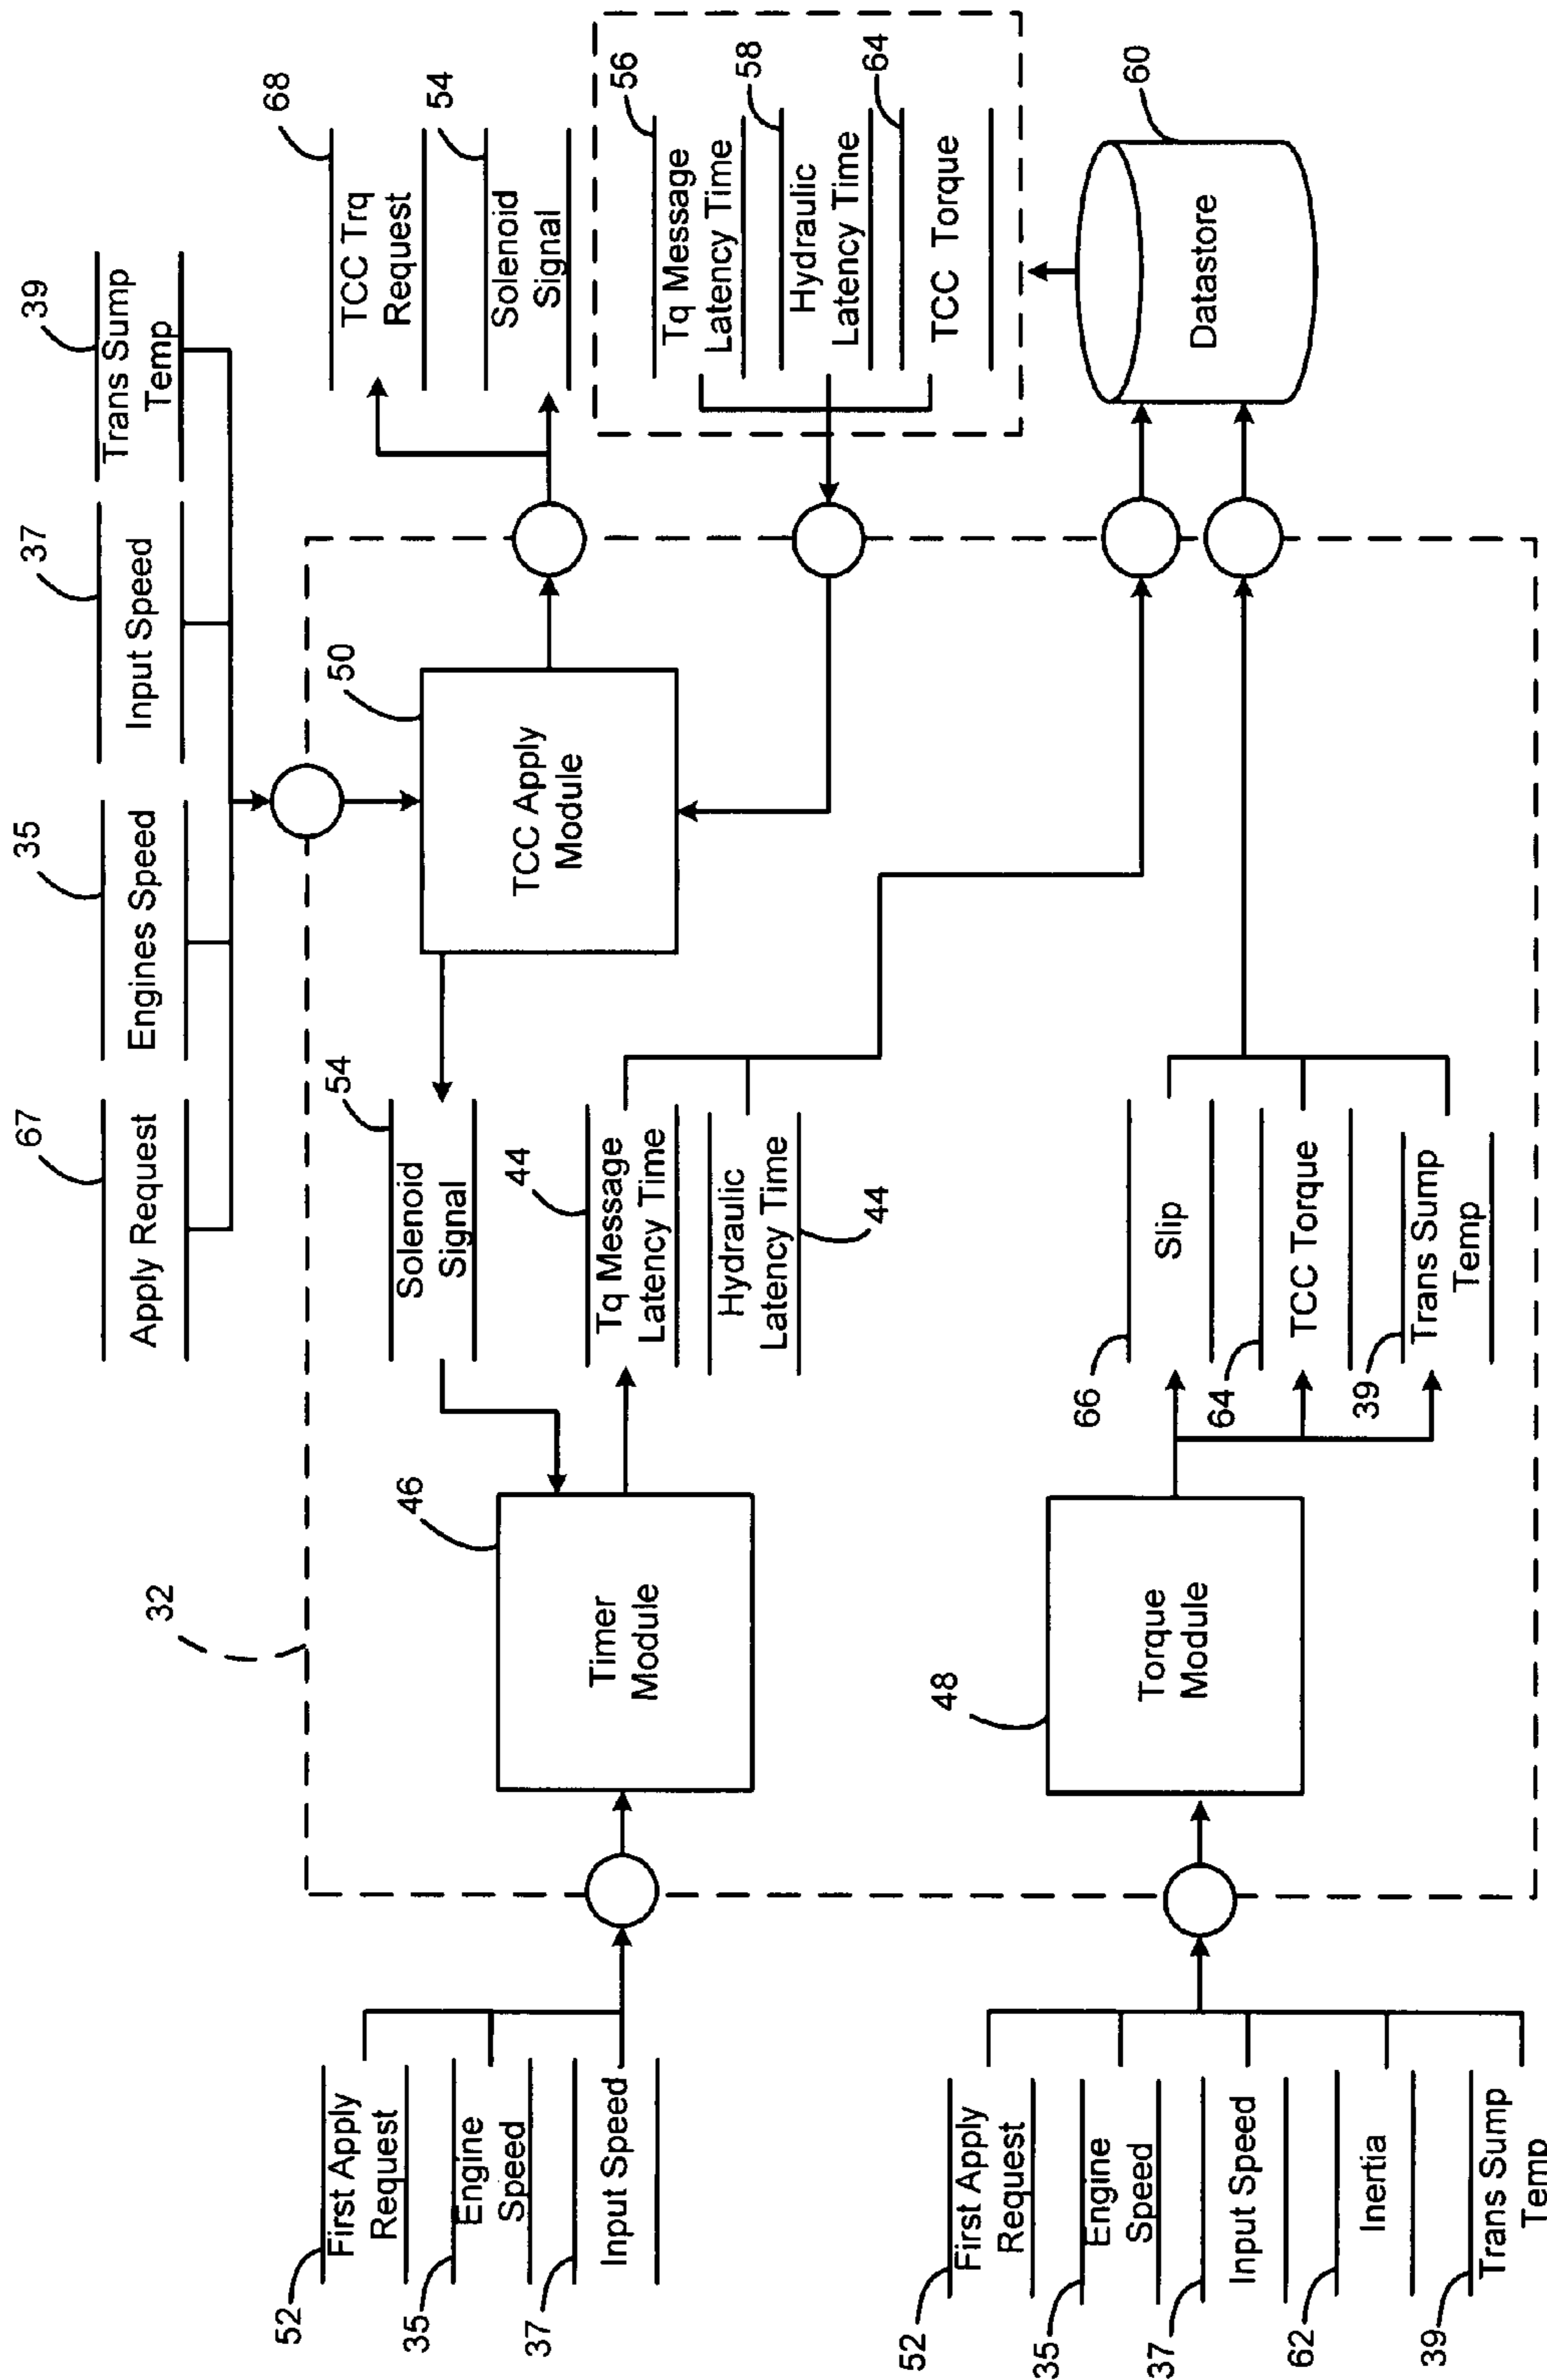 67
Apply Request
35
Engines Speed
37
Input Speed
39
Trans Sump
Temp
68
TCC Trq
Request
54
Solenoid
Signal
32
50
TCC Apply
Module
54
Solenoid
Signal
56
Tq Message
Latency Time
58
Hydraulic
Latency Time
64
TCC Torque
52
First Apply
Request
35
Engine
Speed
37
Input Speed
46
Timer
Module
44
Tq Message
Latency Time
Hydraulic
Latency Time
44
60
Datastore
52
First Apply
Request
35
Engine
Speed
37
Input Speed
62
Inertia
39
Trans Sump
Temp
48
Torque
Module
66
Slip
64
TCC Torque
39
Trans Sump
Temp